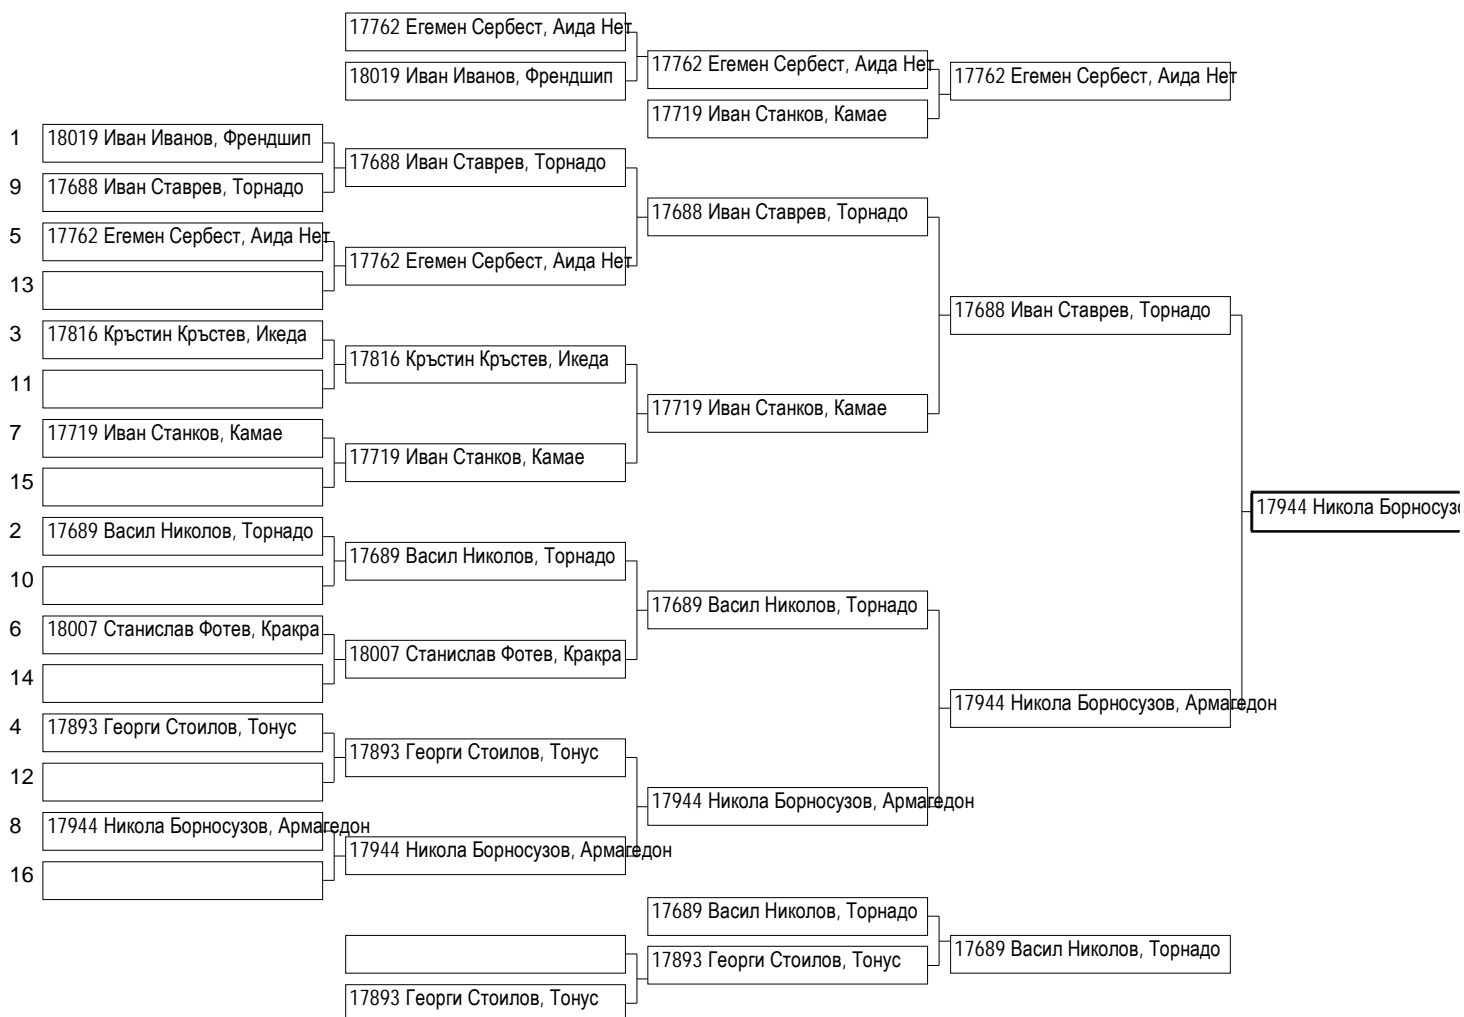 17762 Егемен Сербест, Аида Нет
18019 Иван Иванов, Френдшип
17762 Егемен Сербест, Аида Нет
17719 Иван Станков, Камае
17762 Егемен Сербест, Аида Нет
1 18019 Иван Иванов, Френдшип
9 17688 Иван Ставрев, Торнадо
5 17762 Егемен Сербест, Аида Нет
13
3 17816 Кръстин Кръстев, Икеда
11
7 17719 Иван Станков, Камае
15
2 17689 Васил Николов, Торнадо
10
6 18007 Станислав Фотев, Кракра
14
4 17893 Георги Стоилов, Тонус
12
8 17944 Никола Борносузов, Армагедон
16
17688 Иван Ставрев, Торнадо
17762 Егемен Сербест, Аида Нет
17816 Кръстин Кръстев, Икеда
17719 Иван Станков, Камае
17689 Васил Николов, Торнадо
18007 Станислав Фотев, Кракра
17893 Георги Стоилов, Тонус
17944 Никола Борносузов, Армагедон
17688 Иван Ставрев, Торнадо
17719 Иван Станков, Камае
17689 Васил Николов, Торнадо
17944 Никола Борносузов, Армагедон
17688 Иван Ставрев, Торнадо
17944 Никола Борносузов, Армагедон
17944 Никола Борносузо
17893 Георги Стоилов, Тонус
17689 Васил Николов, Торнадо
17893 Георги Стоилов, Тонус
17689 Васил Николов, Торнадо